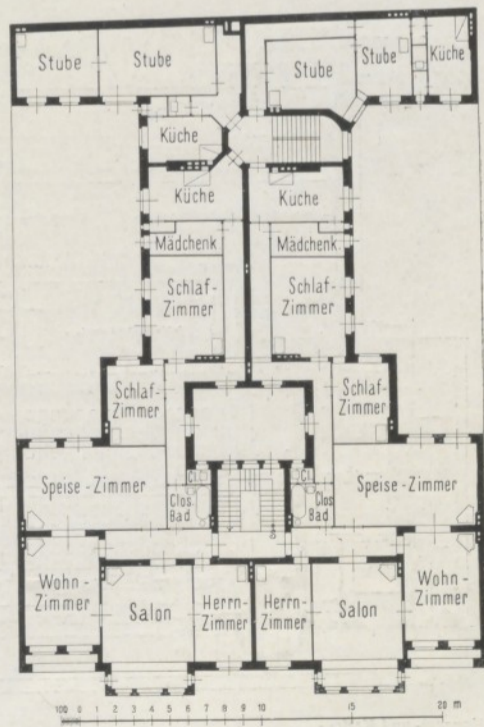 Stube
Stube
Stube
Stube
Küche
Küche
Küche
Küche
Mädchenk
Mädchenk
Schlaf-
Zimmer
Schlaf-
Zimmer
Schlaf-
Zimmer
Schlaf-
Zimmer
Speise-Zimmer
Cl.
Clos
Bad
Cl.
Clos
Bad
Speise-Zimmer
Wohn-
Zimmer
Salon
Herrn-
Zimmer
Herrn-
Zimmer
Salon
Wohn-
Zimmer
100 0 1 2 3 4 5 6 7 8 9 10 15 20 m